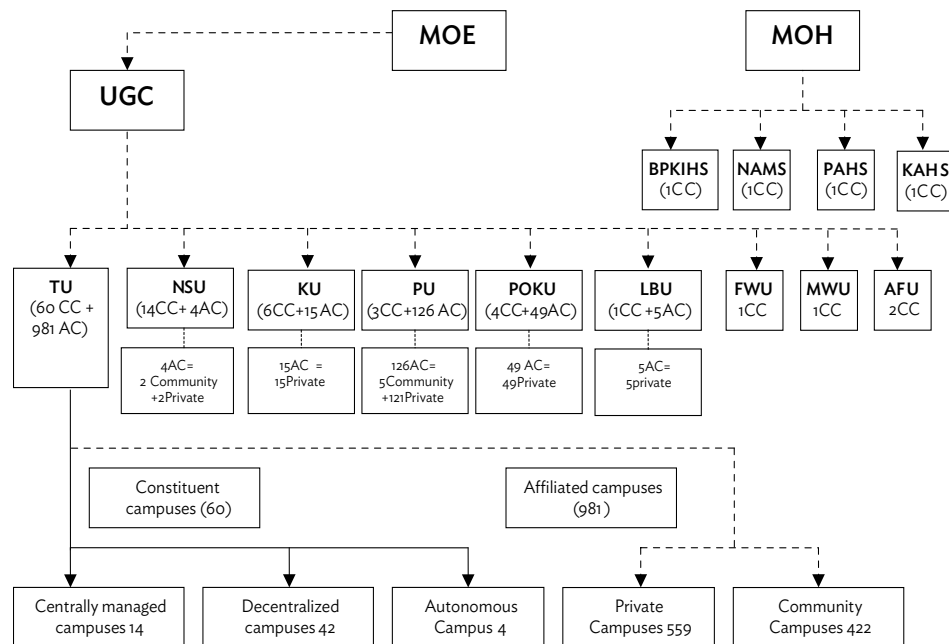 MOE
MOH
UGC
BPKIHS
(1CC)
NAMS
(1CC)
PAHS
(1CC)
KAHS
(1CC)
TU
(60 CC +
981 AC)
NSU
(14CC+ 4AC)
KU
(6CC+15 AC)
PU
(3CC+126 AC)
POKU
(4CC+49AC)
LBU
(1CC +5AC)
FWU
1CC
MWU
1CC
AFU
2CC
4AC=
2 Community
+2Private
15AC =
15Private
126AC=
5Community
+121Private
49 AC=
49Private
5AC=
5private
Constituent
campuses (60)
Affiliated campuses
(981)
Centrally managed
campuses 14
Decentralized
campuses 42
Autonomous
Campus 4
Private
Campuses 559
Community
Campuses 422